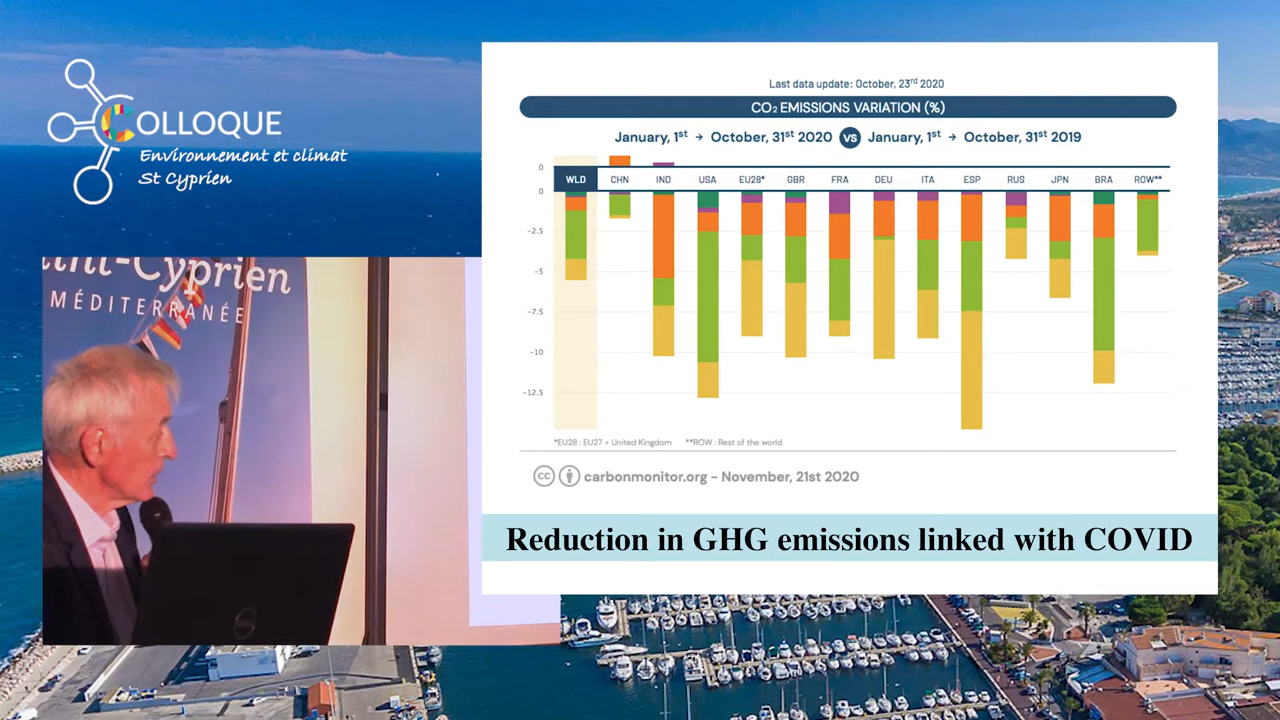 COLLOQUE
Environnement et climat
St Cyprien
int-Cyprien
MÉDITERRANÉE
Last data update: October, 23rd 2020
CO₂ EMISSIONS VARIATION (%)
January, 1st → October, 31st 2020 VS January, 1st → October, 31st 2019
0
WLD CHN IND USA EU28* GBR FRA DEU ITA ESP RUS JPN BRA ROW**
0
−2.5
−5
−7.5
−10
−12.5
*EU28 : EU27 + United Kingdom **ROW : Rest of the world
cc carbonmonitor.org - November, 21st 2020
Reduction in GHG emissions linked with COVID